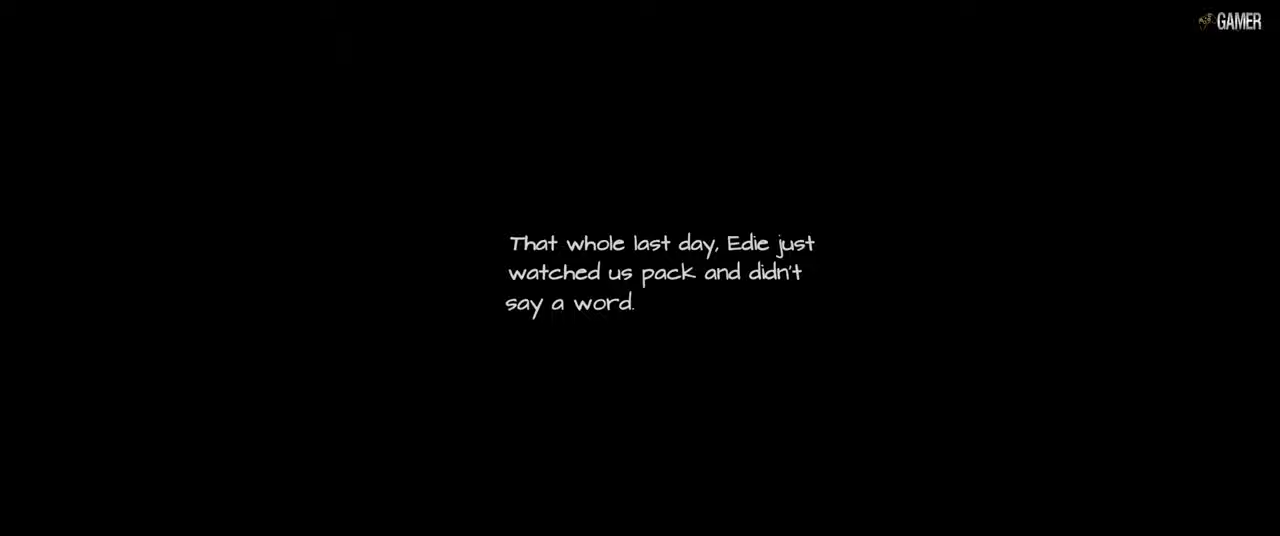 GAMER
That whole last day, Edie just
watched us pack and didn't
say a word.